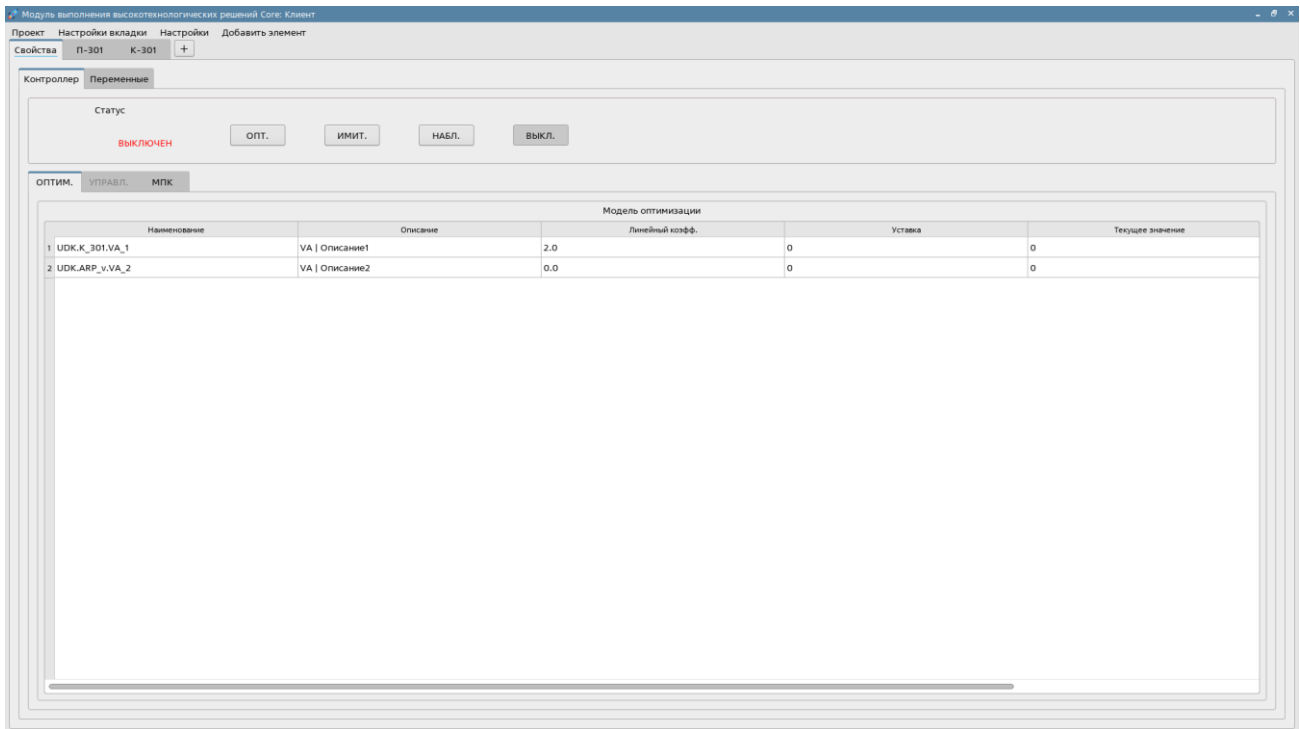 Модуль выполнения высокотехнологических решений Core: Клиент
Проект Настройки вкладки Настройки Добавить элемент
Свойства П-301 К-301 +
Контроллер Переменные
Статус
ВЫКЛЮЧЕН ОПТ. ИМИТ. НАБЛ. ВЫКЛ.
ОПТИМ. УПРАВЛ. МПК
Модель оптимизации
Наименование Описание Линейный коэфф. Уставка Текущее значение
1 UDK.K_301.VA_1 VA | Описание1 2.0 0 0
2 UDK.ARP_v.VA_2 VA | Описание2 0.0 0 0